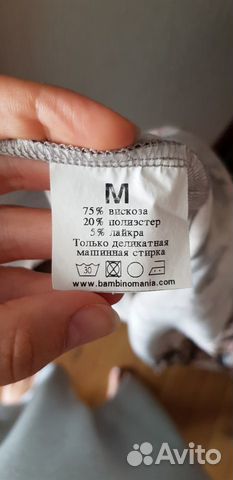 M
75% вискоза
20% полиэстер
5% лайкра
Только деликатная
машинная стирка
30
www.bambinomania.com
Avito